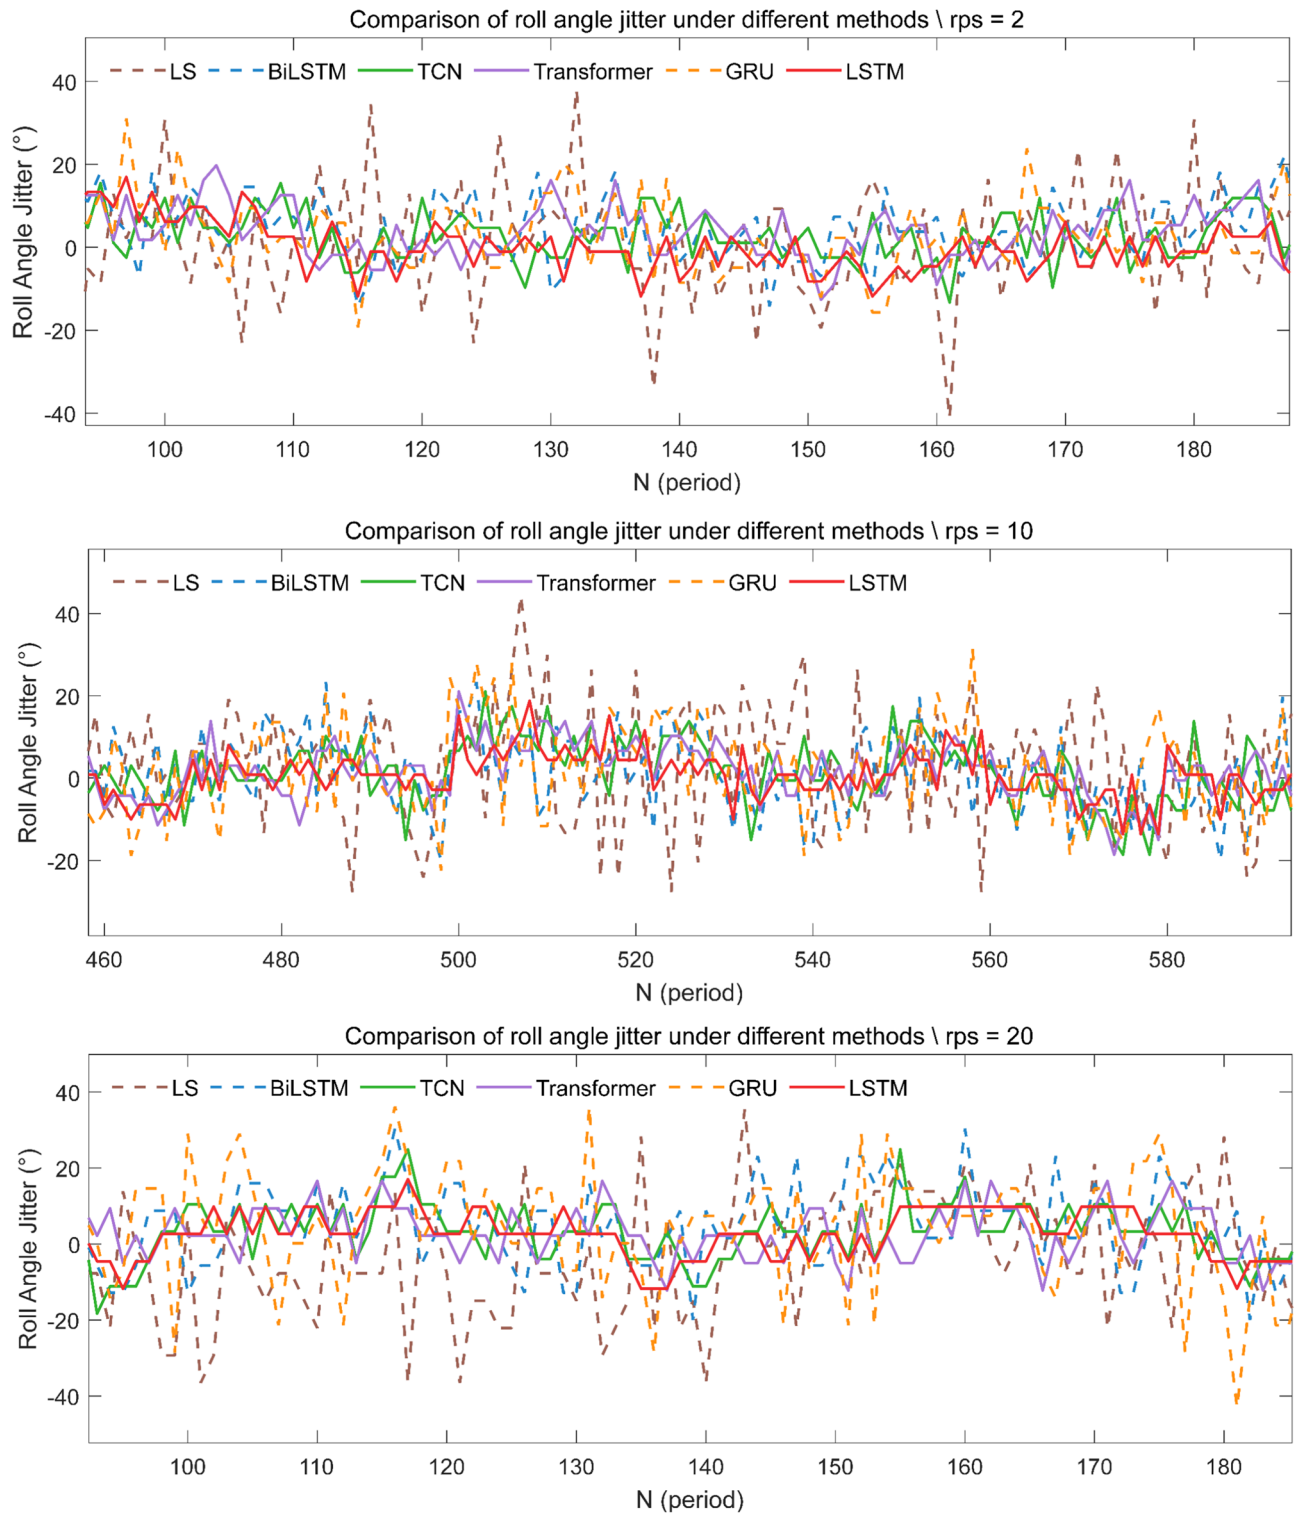 Comparison of roll angle jitter under different methods \ rps = 2
LS BiLSTM TCN Transformer GRU LSTM
40
20
0
-20
-40
Roll Angle Jitter (°)
100 110 120 130 140 150 160 170 180
N (period)
Comparison of roll angle jitter under different methods \ rps = 10
LS BiLSTM TCN Transformer GRU LSTM
40
20
0
-20
Roll Angle Jitter (°)
460 480 500 520 540 560 580
N (period)
Comparison of roll angle jitter under different methods \ rps = 20
LS BiLSTM TCN Transformer GRU LSTM
40
20
0
-20
-40
Roll Angle Jitter (°)
100 110 120 130 140 150 160 170 180
N (period)